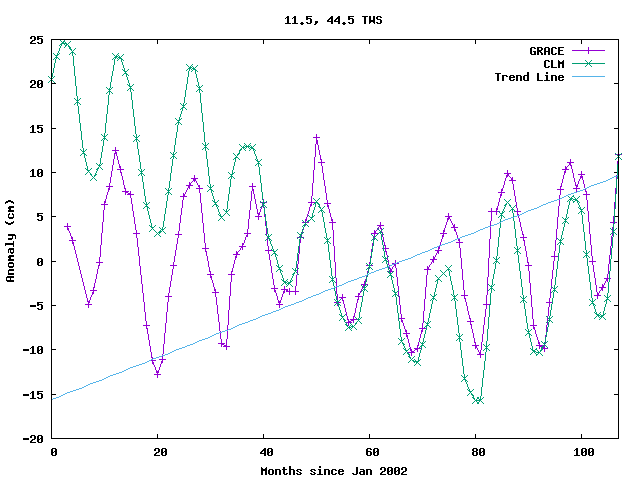 11.5, 44.5 TWS
GRACE
CLM
Trend Line
25
20
15
10
5
0
-5
-10
-15
-20
Anomaly (cm)
0 20 40 60 80 100
Months since Jan 2002